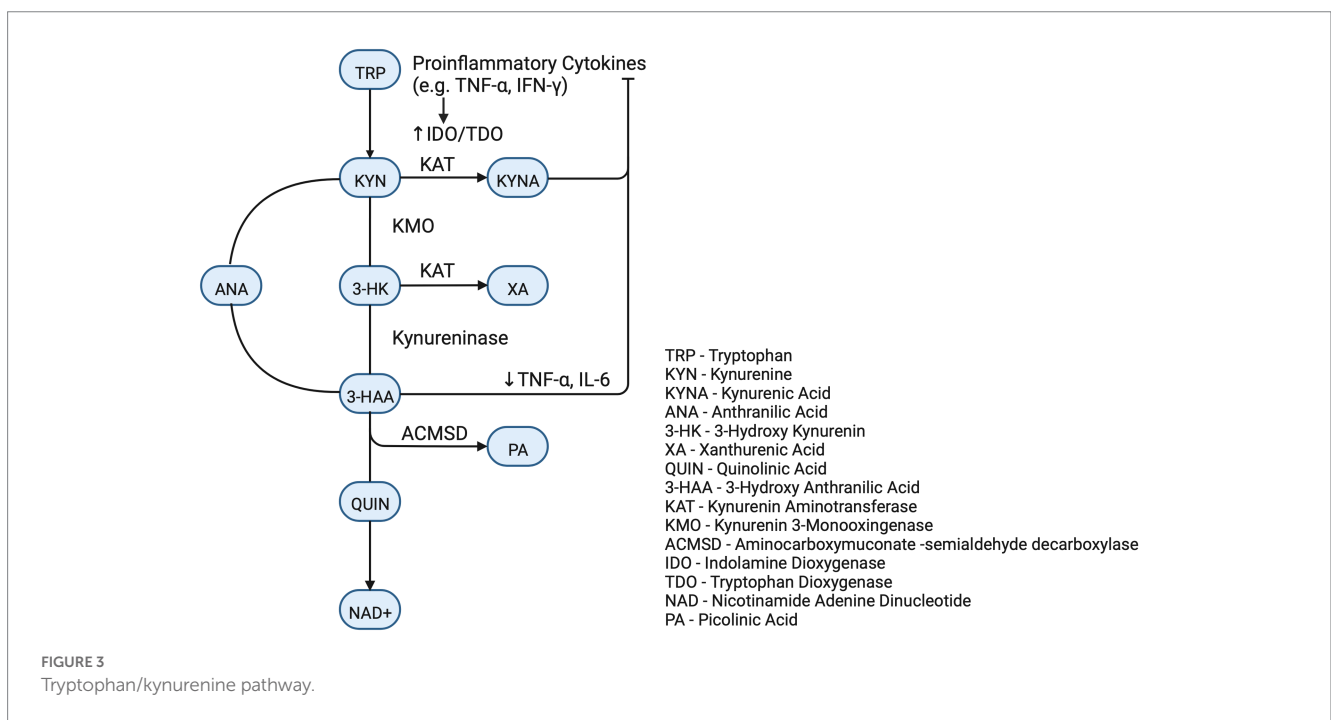 TRP
Proinflammatory Cytokines
(e.g. TNF-α, IFN-γ)
↑IDO/TDO
KYN
KAT
KYNA
KMO
ANA
3-HK
KAT
XA
Kynureninase
3-HAA
↓TNF-α, IL-6
ACMSD
PA
QUIN
NAD+
TRP - Tryptophan
KYN - Kynurenine
KYNA - Kynurenic Acid
ANA - Anthranilic Acid
3-HK - 3-Hydroxy Kynurenin
XA - Xanthurenic Acid
QUIN - Quinolinic Acid
3-HAA - 3-Hydroxy Anthranilic Acid
KAT - Kynurenin Aminotransferase
KMO - Kynurenin 3-Monooxingenase
ACMSD - Aminocarboxymuconate -semialdehyde decarboxylase
IDO - Indolamine Dioxygenase
TDO - Tryptophan Dioxygenase
NAD - Nicotinamide Adenine Dinucleotide
PA - Picolinic Acid
FIGURE 3
Tryptophan/kynurenine pathway.